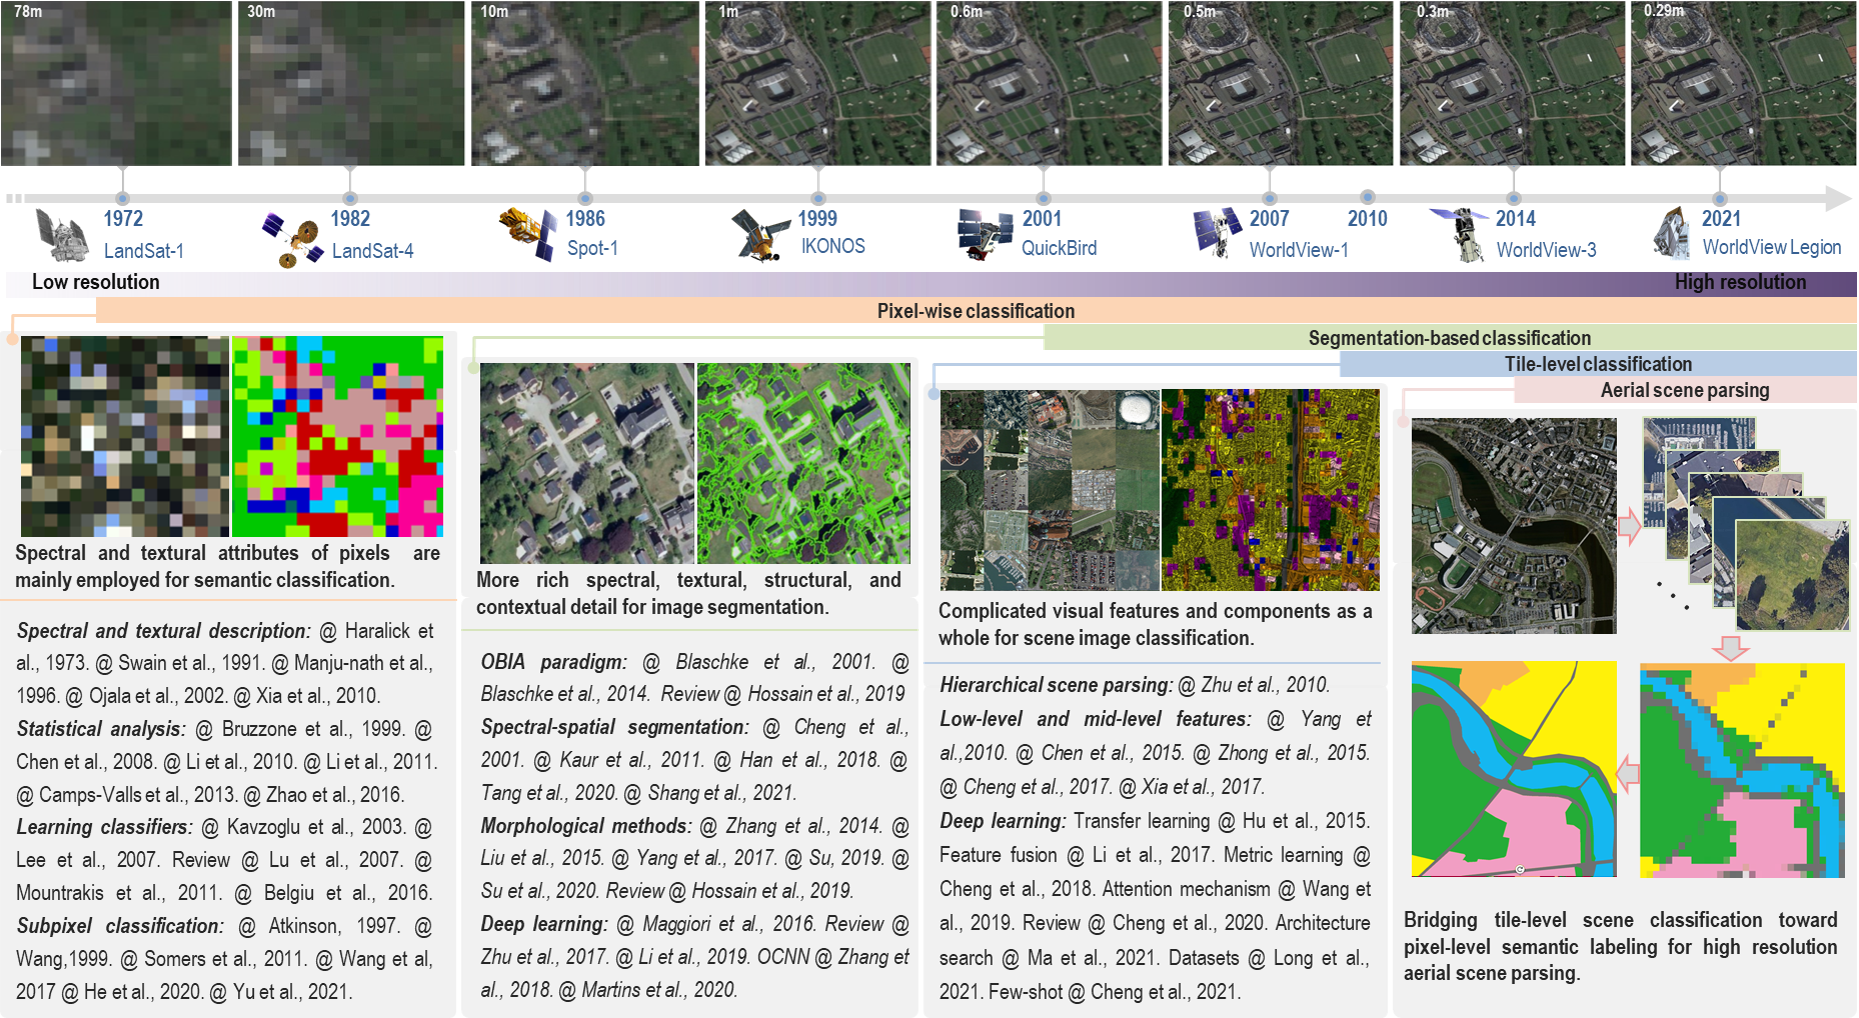 78m
30m
10m
1m
0.6m
0.5m
0.3m
0.29m
1972
LandSat-1
1982
LandSat-4
1986
Spot-1
1999
IKONOS
2001
QuickBird
2007
WorldView-1
2010
2014
WorldView-3
2021
WorldView Legion
Low resolution
High resolution
Pixel-wise classification
Segmentation-based classification
Tile-level classification
Aerial scene parsing
Spectral and textural attributes of pixels are
mainly employed for semantic classification.
Spectral and textural description: @ Haralick et
al., 1973. @ Swain et al., 1991. @ Manju-nath et al.,
1996. @ Ojala et al., 2002. @ Xia et al., 2010.
Statistical analysis: @ Bruzzone et al., 1999. @
Chen et al., 2008. @ Li et al., 2010. @ Li et al., 2011.
@ Camps-Valls et al., 2013. @ Zhao et al., 2016.
Learning classifiers: @ Kavzoglu et al., 2003. @
Lee et al., 2007. Review @ Lu et al., 2007. @
Mountrakis et al., 2011. @ Belgiu et al., 2016.
Subpixel classification: @ Atkinson, 1997. @
Wang,1999. @ Somers et al., 2011. @ Wang et al,
2017 @ He et al., 2020. @ Yu et al., 2021.
More rich spectral, textural, structural, and
contextual detail for image segmentation.
OBIA paradigm: @ Blaschke et al., 2001. @
Blaschke et al., 2014. Review @ Hossain et al., 2019
Spectral-spatial segmentation: @ Cheng et al.,
2001. @ Kaur et al., 2011. @ Han et al., 2018. @
Tang et al., 2020. @ Shang et al., 2021.
Morphological methods: @ Zhang et al., 2014. @
Liu et al., 2015. @ Yang et al., 2017. @ Su, 2019. @
Su et al., 2020. Review @ Hossain et al., 2019.
Deep learning: @ Maggiori et al., 2016. Review @
Zhu et al., 2017. @ Li et al., 2019. OCNN @ Zhang et
al., 2018. @ Martins et al., 2020.
Complicated visual features and components as a
whole for scene image classification.
Hierarchical scene parsing: @ Zhu et al., 2010.
Low-level and mid-level features: @ Yang et
al.,2010. @ Chen et al., 2015. @ Zhong et al., 2015.
@ Cheng et al., 2017. @ Xia et al., 2017.
Deep learning: Transfer learning @ Hu et al., 2015.
Feature fusion @ Li et al., 2017. Metric learning @
Cheng et al., 2018. Attention mechanism @ Wang et
al., 2019. Review @ Cheng et al., 2020. Architecture
search @ Ma et al., 2021. Datasets @ Long et al.,
2021. Few-shot @ Cheng et al., 2021.
Bridging tile-level scene classification toward
pixel-level semantic labeling for high resolution
aerial scene parsing.